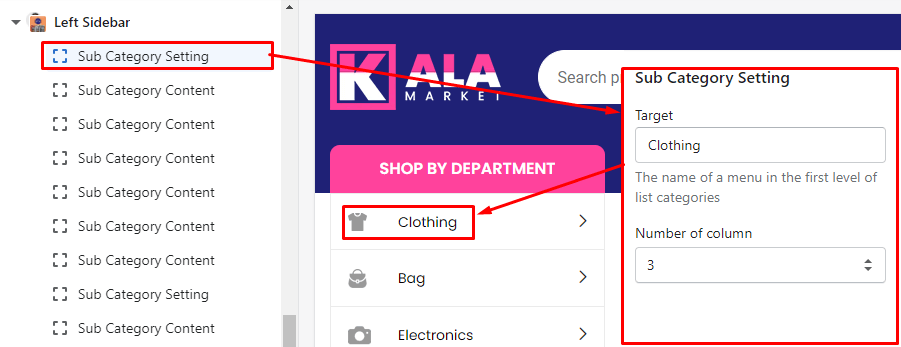 Left Sidebar
Sub Category Setting
Sub Category Content
Sub Category Content
Sub Category Content
Sub Category Content
Sub Category Content
Sub Category Content
Sub Category Setting
Sub Category Content
KALA
MARKET
Search p
SHOP BY DEPARTMENT
Clothing
Bag
Electronics
Sub Category Setting
Target
Clothing
The name of a menu in the first level of
list categories
Number of column
3